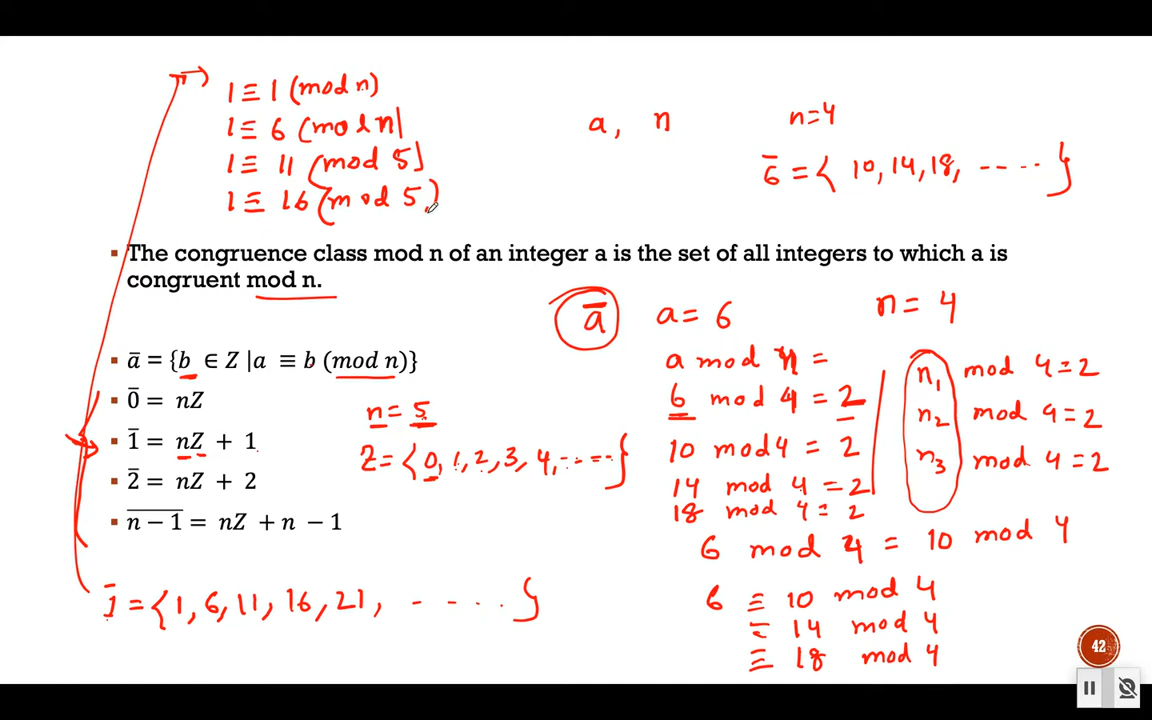 1 ≡ 1 (mod n)
1 ≡ 6 (mod n)
1 ≡ 11 (mod 5)
1 ≡ 16 (mod 5)
a, n
n=4
6̄ = { 10, 14, 18, ----- }
▪ The congruence class mod n of an integer a is the set of all integers to which a is
congruent mod n.
▪ ā = {b ∈ Z |a ≡ b (mod n)}
▪ 0̄ = nZ
▪ 1̄ = nZ + 1
▪ 2̄ = nZ + 2
▪ n̅ ̅−̅ ̅1̅ = nZ + n − 1
n = 5
Z = { 0, 1, 2, 3, 4, ----- }
1̄ = { 1, 6, 11, 16, 21, - - - - - }
ā
a = 6
n = 4
a mod n =
6 mod 4 = 2
10 mod 4 = 2
14 mod 4 = 2
18 mod 4 = 2
n1 mod 4 = 2
n2 mod 4 = 2
n3 mod 4 = 2
6 mod 4 = 10 mod 4
6 ≡ 10 mod 4
≡ 14 mod 4
≡ 18 mod 4
42